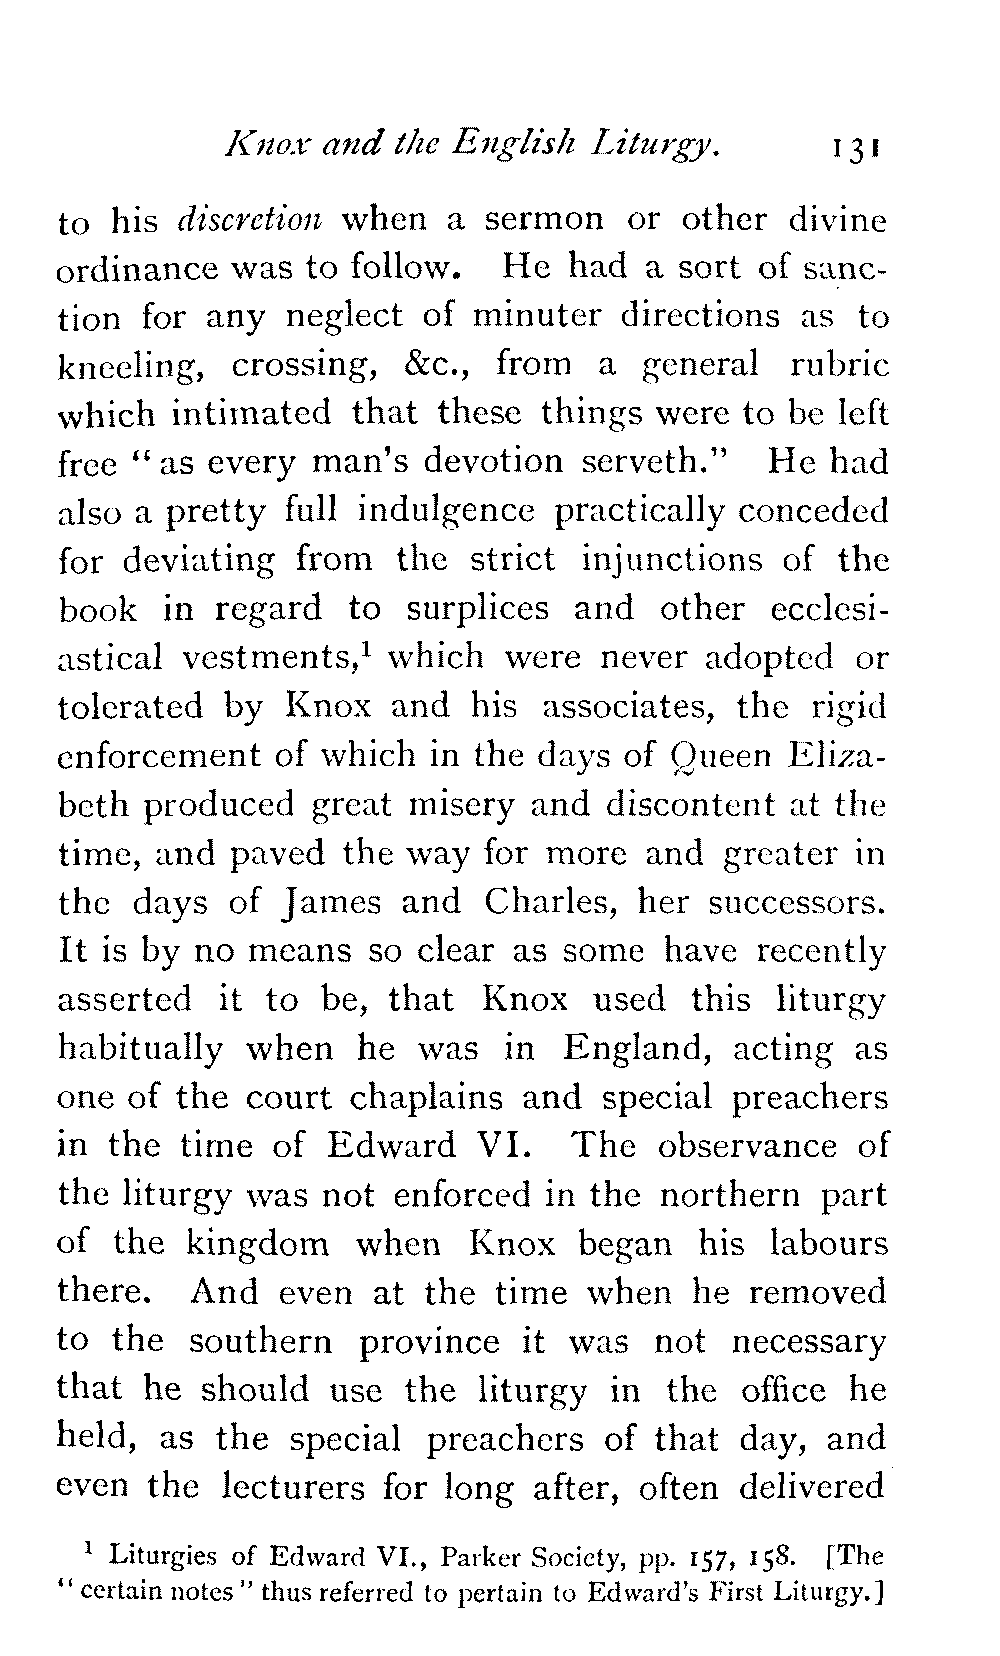 Knox and the English Liturgy. 131
to his discretion when a sermon or other divine
ordinance was to follow. He had a sort of sanc-
tion for any neglect of minuter directions as to
kneeling, crossing, &c., from a general rubric
which intimated that these things were to be left
free “as every man's devotion serveth.” He had
also a pretty full indulgence practically conceded
for deviating from the strict injunctions of the
book in regard to surplices and other ecclesi-
astical vestments,¹ which were never adopted or
tolerated by Knox and his associates, the rigid
enforcement of which in the days of Queen Eliza-
beth produced great misery and discontent at the
time, and paved the way for more and greater in
the days of James and Charles, her successors.
It is by no means so clear as some have recently
asserted it to be, that Knox used this liturgy
habitually when he was in England, acting as
one of the court chaplains and special preachers
in the time of Edward VI. The observance of
the liturgy was not enforced in the northern part
of the kingdom when Knox began his labours
there. And even at the time when he removed
to the southern province it was not necessary
that he should use the liturgy in the office he
held, as the special preachers of that day, and
even the lecturers for long after, often delivered
¹ Liturgies of Edward VI., Parker Society, pp. 157, 158. [The
“certain notes” thus referred to pertain to Edward's First Liturgy.]